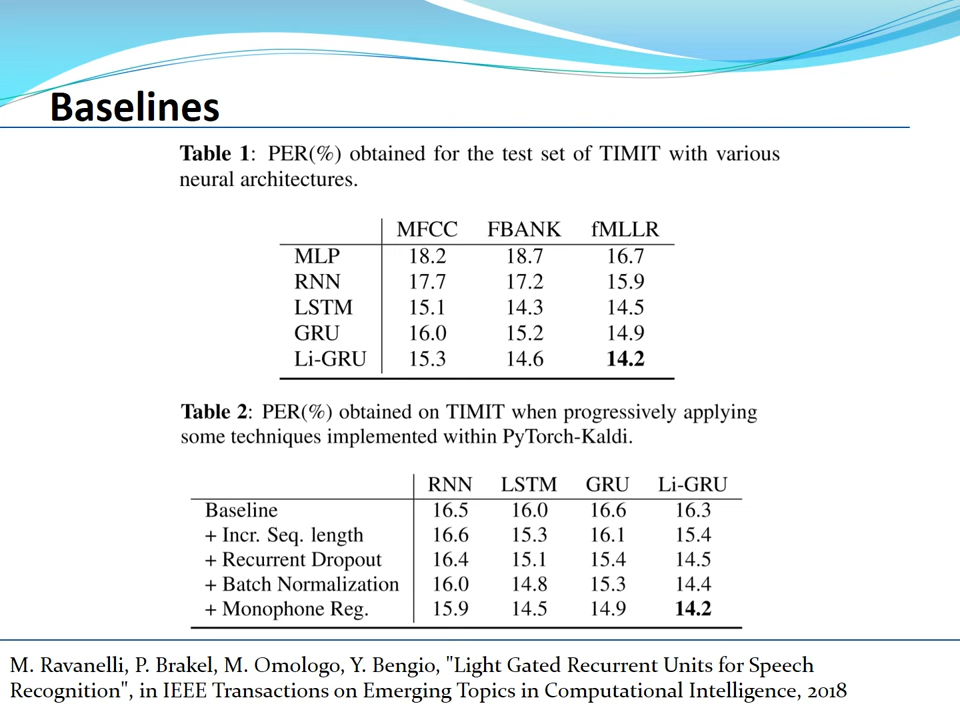 Baselines
Table 1: PER(%) obtained for the test set of TIMIT with various
neural architectures.
MFCC FBANK fMLLR
MLP 18.2 18.7 16.7
RNN 17.7 17.2 15.9
LSTM 15.1 14.3 14.5
GRU 16.0 15.2 14.9
Li-GRU 15.3 14.6 14.2
Table 2: PER(%) obtained on TIMIT when progressively applying
some techniques implemented within PyTorch-Kaldi.
RNN LSTM GRU Li-GRU
Baseline 16.5 16.0 16.6 16.3
+ Incr. Seq. length 16.6 15.3 16.1 15.4
+ Recurrent Dropout 16.4 15.1 15.4 14.5
+ Batch Normalization 16.0 14.8 15.3 14.4
+ Monophone Reg. 15.9 14.5 14.9 14.2
M. Ravanelli, P. Brakel, M. Omologo, Y. Bengio, "Light Gated Recurrent Units for Speech
Recognition", in IEEE Transactions on Emerging Topics in Computational Intelligence, 2018